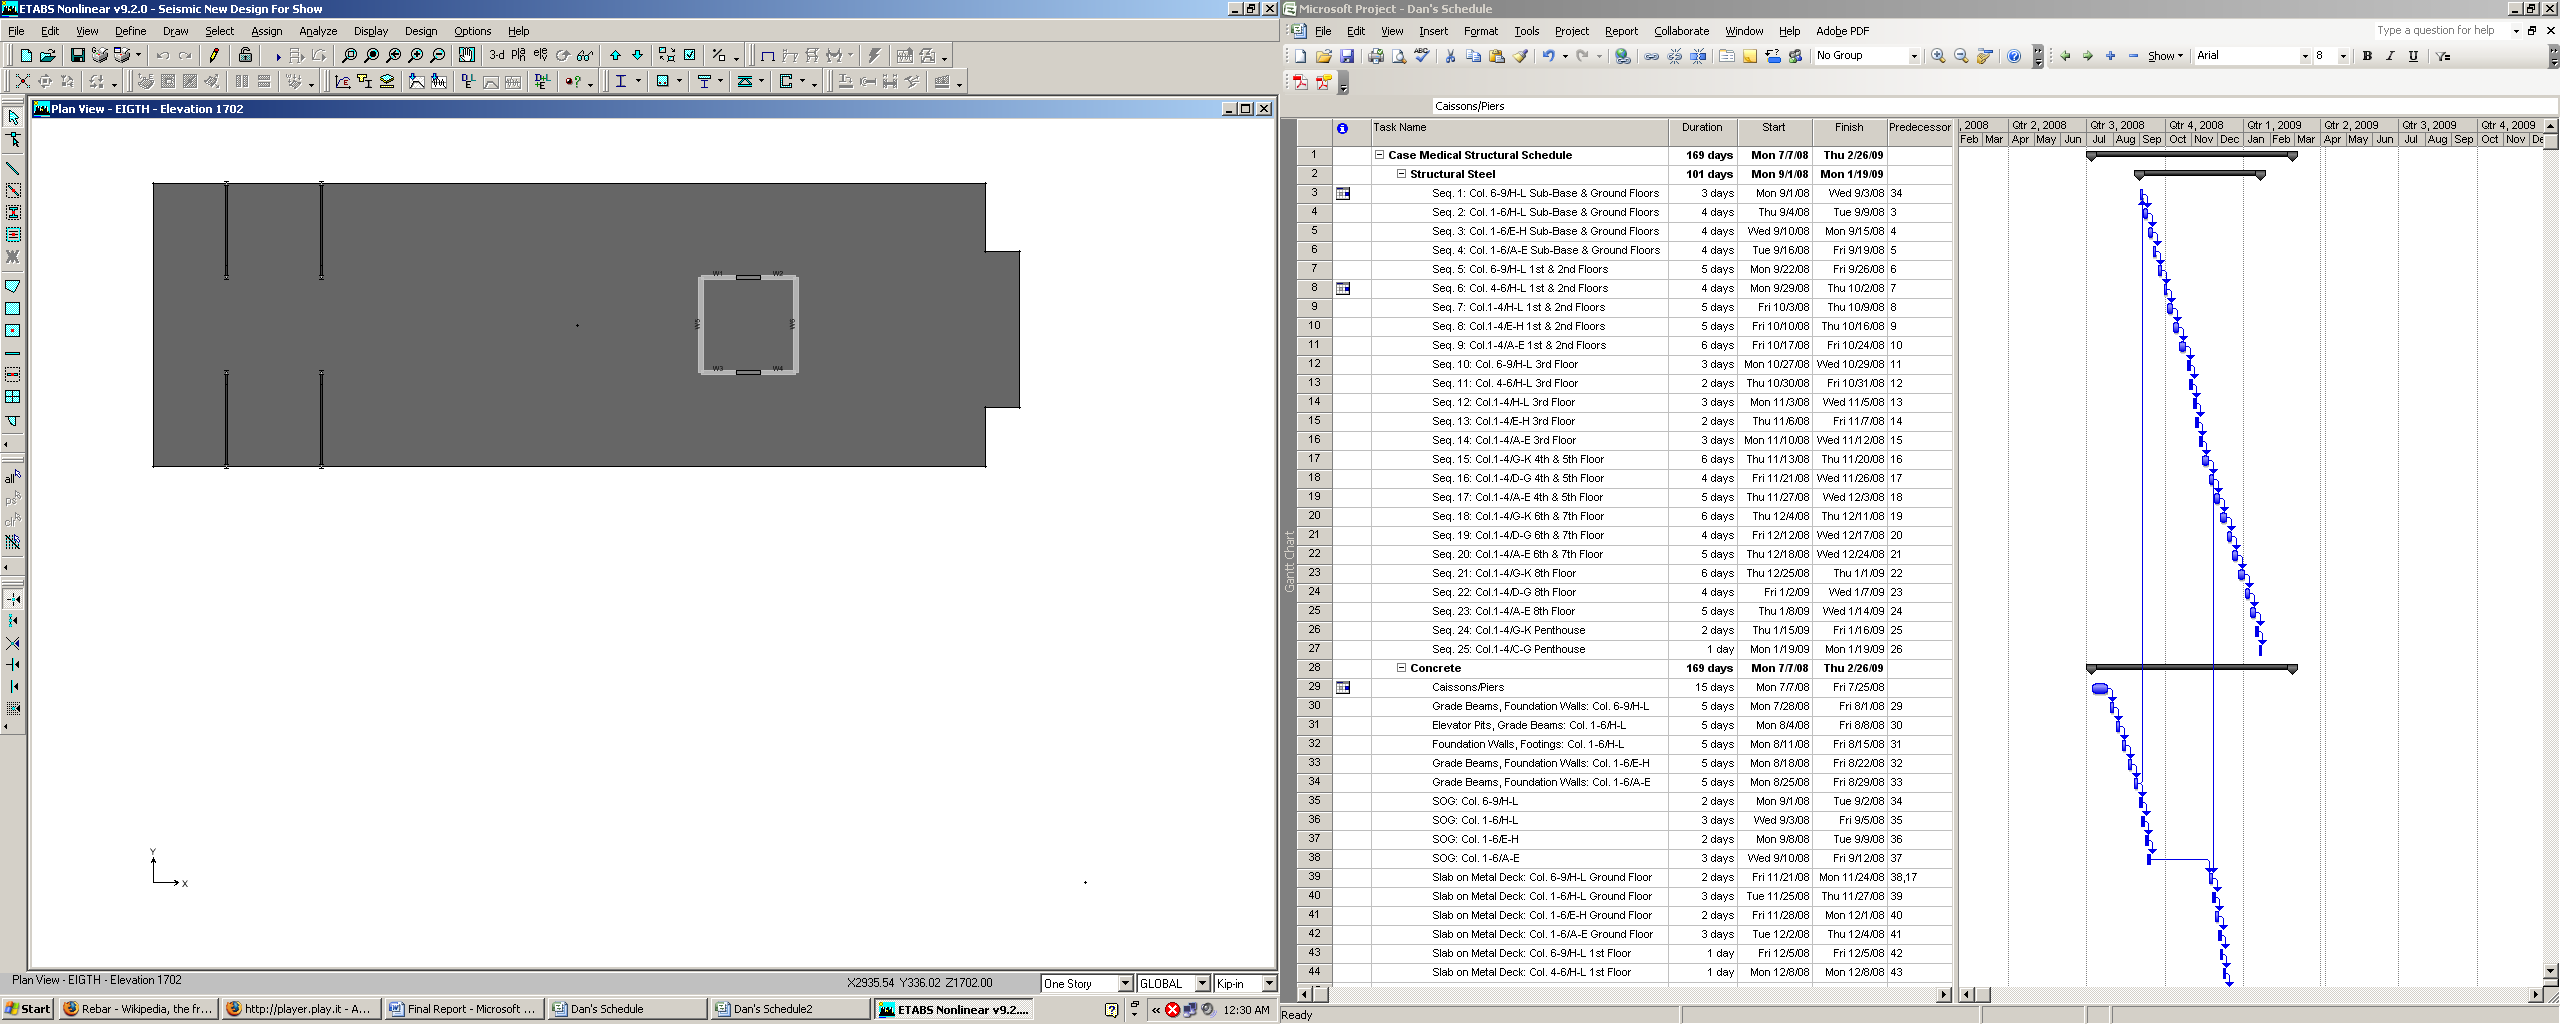 ETABS Nonlinear v9.2.0 - Seismic New Design For Show
File Edit View Define Draw Select Assign Analyze Display Design Options Help
3-d
Plan View - EIGTH - Elevation 1702
all
ps
clr
W1 W2
W5 W6
W3 W4
Y
X
Plan View - EIGTH - Elevation 1702 X2935.54 Y336.02 Z1702.00 One Story GLOBAL Kip-in
Start Rebar - Wikipedia, the fr... http://player.play.it - A... Final Report - Microsoft ... Dan's Schedule Dan's Schedule2 ETABS Nonlinear v9.2.... 12:30 AM
Microsoft Project - Dan's Schedule
File Edit View Insert Format Tools Project Report Collaborate Window Help Adobe PDF Type a question for help
No Group Show Arial 8 B I U
Caissons/Piers
Gantt Chart
Task Name Duration Start Finish Predecessor
, 2008 Qtr 2, 2008 Qtr 3, 2008 Qtr 4, 2008 Qtr 1, 2009 Qtr 2, 2009 Qtr 3, 2009 Qtr 4, 2009
Feb Mar Apr May Jun Jul Aug Sep Oct Nov Dec Jan Feb Mar Apr May Jun Jul Aug Sep Oct Nov De
1 Case Medical Structural Schedule 169 days Mon 7/7/08 Thu 2/26/09
2 Structural Steel 101 days Mon 9/1/08 Mon 1/19/09
3 Seq. 1: Col. 6-9/H-L Sub-Base & Ground Floors 3 days Mon 9/1/08 Wed 9/3/08 34
4 Seq. 2: Col. 1-6/H-L Sub-Base & Ground Floors 4 days Thu 9/4/08 Tue 9/9/08 3
5 Seq. 3: Col. 1-6/E-H Sub-Base & Ground Floors 4 days Wed 9/10/08 Mon 9/15/08 4
6 Seq. 4: Col. 1-6/A-E Sub-Base & Ground Floors 4 days Tue 9/16/08 Fri 9/19/08 5
7 Seq. 5: Col. 6-9/H-L 1st & 2nd Floors 5 days Mon 9/22/08 Fri 9/26/08 6
8 Seq. 6: Col. 4-6/H-L 1st & 2nd Floors 4 days Mon 9/29/08 Thu 10/2/08 7
9 Seq. 7: Col.1-4/H-L 1st & 2nd Floors 5 days Fri 10/3/08 Thu 10/9/08 8
10 Seq. 8: Col.1-4/E-H 1st & 2nd Floors 5 days Fri 10/10/08 Thu 10/16/08 9
11 Seq. 9: Col.1-4/A-E 1st & 2nd Floors 6 days Fri 10/17/08 Fri 10/24/08 10
12 Seq. 10: Col. 6-9/H-L 3rd Floor 3 days Mon 10/27/08 Wed 10/29/08 11
13 Seq. 11: Col. 4-6/H-L 3rd Floor 2 days Thu 10/30/08 Fri 10/31/08 12
14 Seq. 12: Col.1-4/H-L 3rd Floor 3 days Mon 11/3/08 Wed 11/5/08 13
15 Seq. 13: Col.1-4/E-H 3rd Floor 2 days Thu 11/6/08 Fri 11/7/08 14
16 Seq. 14: Col.1-4/A-E 3rd Floor 3 days Mon 11/10/08 Wed 11/12/08 15
17 Seq. 15: Col.1-4/G-K 4th & 5th Floor 6 days Thu 11/13/08 Thu 11/20/08 16
18 Seq. 16: Col.1-4/D-G 4th & 5th Floor 4 days Fri 11/21/08 Wed 11/26/08 17
19 Seq. 17: Col.1-4/A-E 4th & 5th Floor 5 days Thu 11/27/08 Wed 12/3/08 18
20 Seq. 18: Col.1-4/G-K 6th & 7th Floor 6 days Thu 12/4/08 Thu 12/11/08 19
21 Seq. 19: Col.1-4/D-G 6th & 7th Floor 4 days Fri 12/12/08 Wed 12/17/08 20
22 Seq. 20: Col.1-4/A-E 6th & 7th Floor 5 days Thu 12/18/08 Wed 12/24/08 21
23 Seq. 21: Col.1-4/G-K 8th Floor 6 days Thu 12/25/08 Thu 1/1/09 22
24 Seq. 22: Col.1-4/D-G 8th Floor 4 days Fri 1/2/09 Wed 1/7/09 23
25 Seq. 23: Col.1-4/A-E 8th Floor 5 days Thu 1/8/09 Wed 1/14/09 24
26 Seq. 24: Col.1-4/G-K Penthouse 2 days Thu 1/15/09 Fri 1/16/09 25
27 Seq. 25: Col.1-4/C-G Penthouse 1 day Mon 1/19/09 Mon 1/19/09 26
28 Concrete 169 days Mon 7/7/08 Thu 2/26/09
29 Caissons/Piers 15 days Mon 7/7/08 Fri 7/25/08
30 Grade Beams, Foundation Walls: Col. 6-9/H-L 5 days Mon 7/28/08 Fri 8/1/08 29
31 Elevator Pits, Grade Beams: Col. 1-6/H-L 5 days Mon 8/4/08 Fri 8/8/08 30
32 Foundation Walls, Footings: Col. 1-6/H-L 5 days Mon 8/11/08 Fri 8/15/08 31
33 Grade Beams, Foundation Walls: Col. 1-6/E-H 5 days Mon 8/18/08 Fri 8/22/08 32
34 Grade Beams, Foundation Walls: Col. 1-6/A-E 5 days Mon 8/25/08 Fri 8/29/08 33
35 SOG: Col. 6-9/H-L 2 days Mon 9/1/08 Tue 9/2/08 34
36 SOG: Col. 1-6/H-L 3 days Wed 9/3/08 Fri 9/5/08 35
37 SOG: Col. 1-6/E-H 2 days Mon 9/8/08 Tue 9/9/08 36
38 SOG: Col. 1-6/A-E 3 days Wed 9/10/08 Fri 9/12/08 37
39 Slab on Metal Deck: Col. 6-9/H-L Ground Floor 2 days Fri 11/21/08 Mon 11/24/08 38,17
40 Slab on Metal Deck: Col. 1-6/H-L Ground Floor 3 days Tue 11/25/08 Thu 11/27/08 39
41 Slab on Metal Deck: Col. 1-6/E-H Ground Floor 2 days Fri 11/28/08 Mon 12/1/08 40
42 Slab on Metal Deck: Col. 1-6/A-E Ground Floor 3 days Tue 12/2/08 Thu 12/4/08 41
43 Slab on Metal Deck: Col. 6-9/H-L 1st Floor 1 day Fri 12/5/08 Fri 12/5/08 42
44 Slab on Metal Deck: Col. 4-6/H-L 1st Floor 1 day Mon 12/8/08 Mon 12/8/08 43
Ready